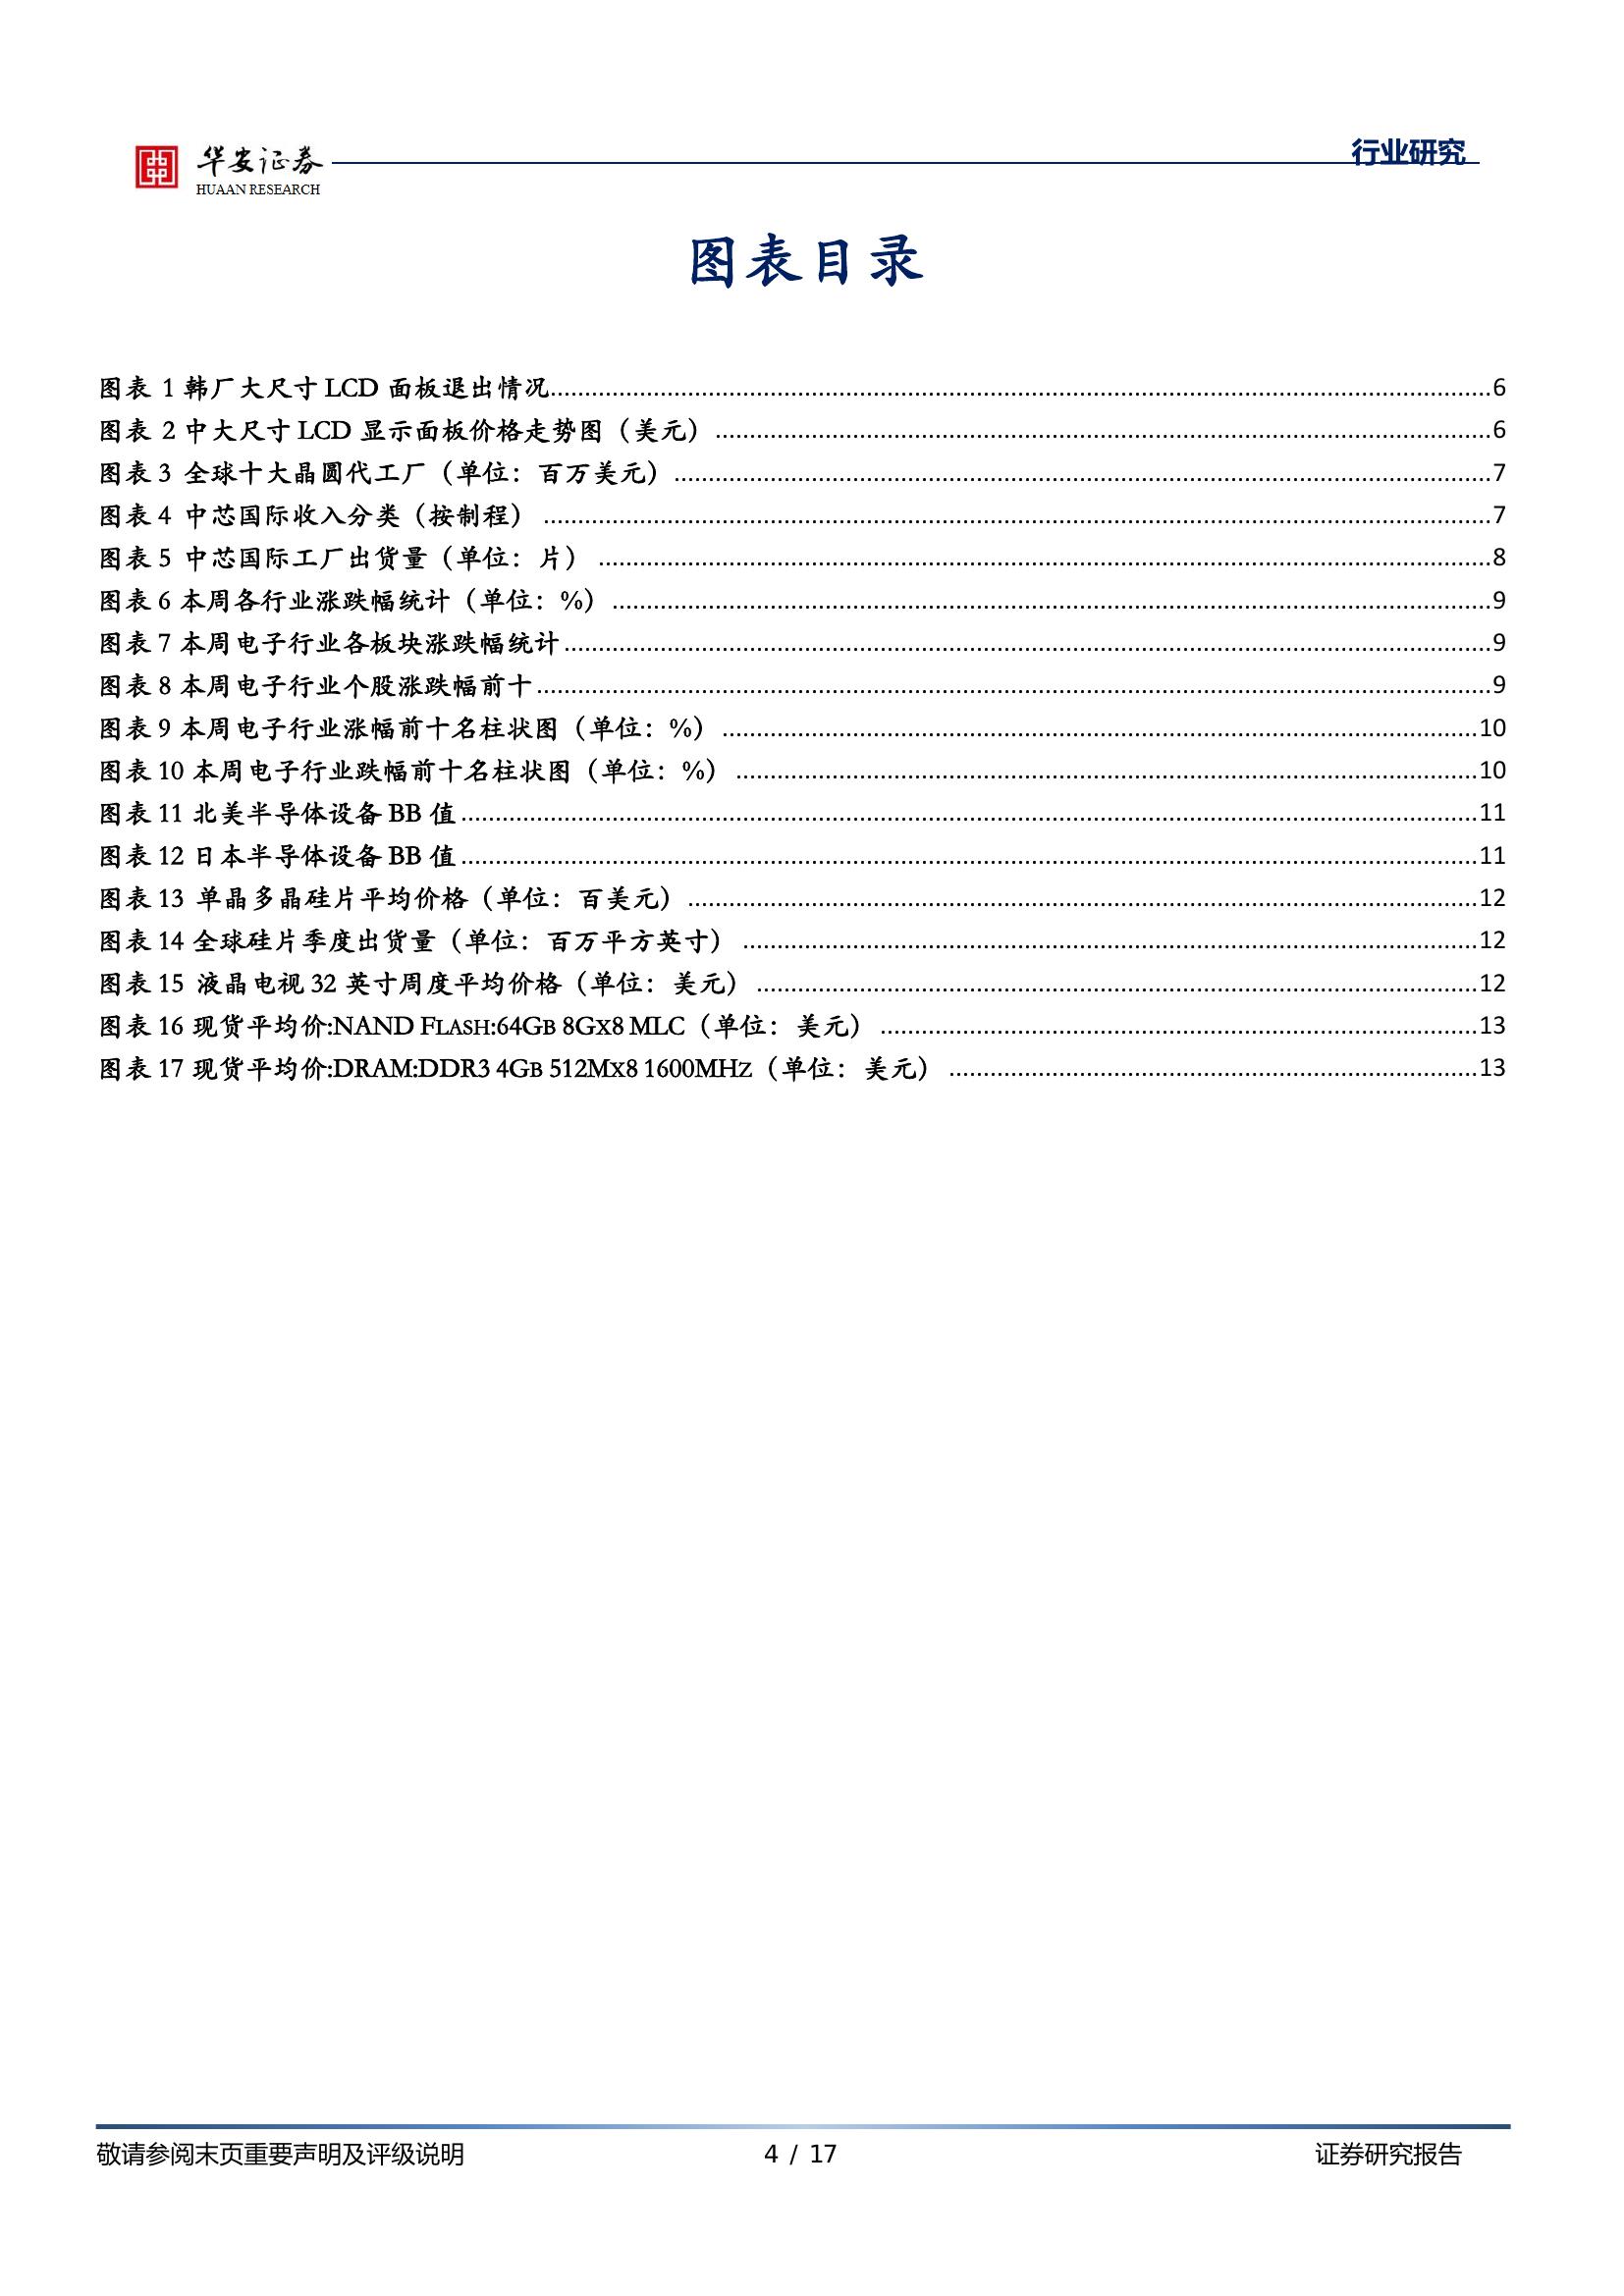 华安证券
HUAAN RESEARCH
行业研究
图表目录
图表 1 韩厂大尺寸 LCD 面板退出情况......6
图表 2 中大尺寸 LCD 显示面板价格走势图（美元）......6
图表 3 全球十大晶圆代工厂（单位：百万美元）......7
图表 4 中芯国际收入分类（按制程）......7
图表 5 中芯国际工厂出货量（单位：片）......8
图表 6 本周各行业涨跌幅统计（单位：%）......9
图表 7 本周电子行业各板块涨跌幅统计......9
图表 8 本周电子行业个股涨跌幅前十......9
图表 9 本周电子行业涨幅前十名柱状图（单位：%）......10
图表 10 本周电子行业跌幅前十名柱状图（单位：%）......10
图表 11 北美半导体设备 BB 值......11
图表 12 日本半导体设备 BB 值......11
图表 13 单晶多晶硅片平均价格（单位：百美元）......12
图表 14 全球硅片季度出货量（单位：百万平方英寸）......12
图表 15 液晶电视 32 英寸周度平均价格（单位：美元）......12
图表 16 现货平均价:NAND FLASH:64GB 8GX8 MLC（单位：美元）......13
图表 17 现货平均价:DRAM:DDR3 4GB 512MX8 1600MHZ（单位：美元）......13
敬请参阅末页重要声明及评级说明 4 / 17 证券研究报告